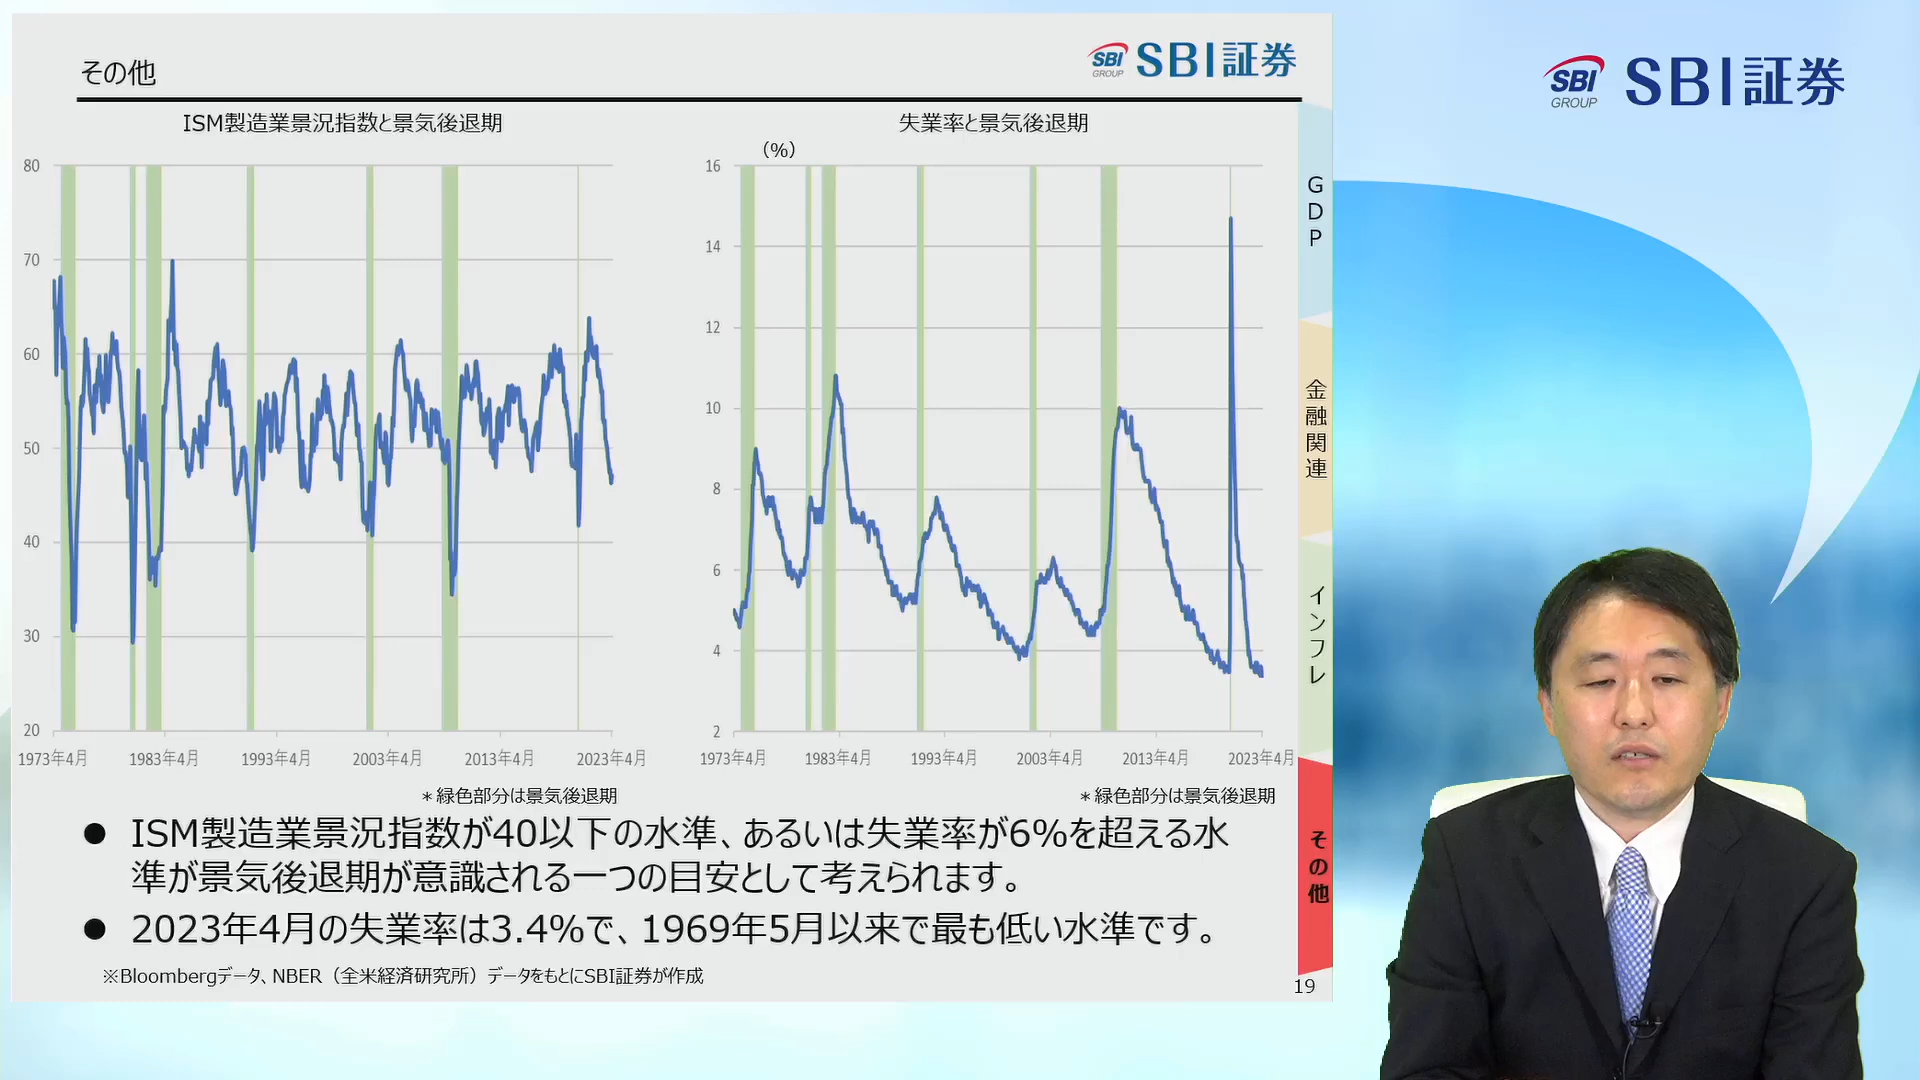 その他
SBI GROUP SBI証券
SBI GROUP SBI証券
ISM製造業景況指数と景気後退期
80
70
60
50
40
30
20
1973年4月 1983年4月 1993年4月 2003年4月 2013年4月 2023年4月
＊緑色部分は景気後退期
失業率と景気後退期
（%）
16
14
12
10
8
6
4
2
1973年4月 1983年4月 1993年4月 2003年4月 2013年4月 2023年4月
＊緑色部分は景気後退期
GDP
金融関連
インフレ
その他
● ISM製造業景況指数が40以下の水準、あるいは失業率が6%を超える水
準が景気後退期が意識される一つの目安として考えられます。
● 2023年4月の失業率は3.4%で、1969年5月以来で最も低い水準です。
※Bloombergデータ、NBER（全米経済研究所）データをもとにSBI証券が作成
19